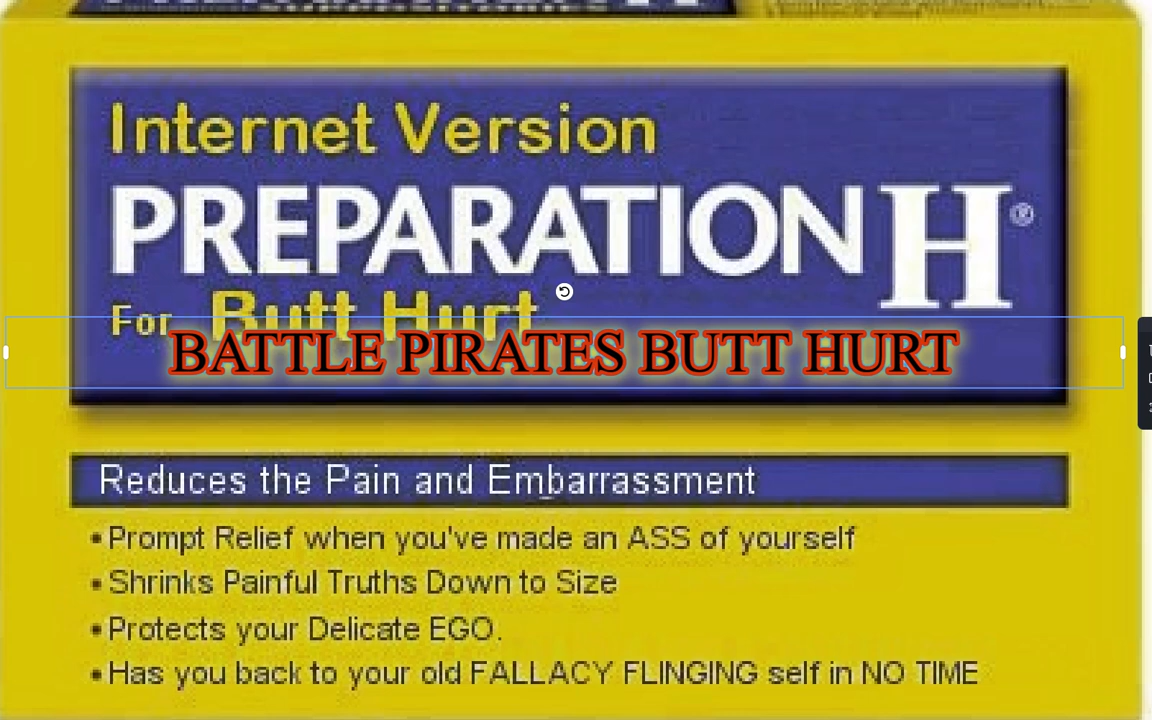 Internet Version
PREPARATION H®
For Butt Hurt
BATTLE PIRATES BUTT HURT
Reduces the Pain and Embarrassment
•Prompt Relief when you've made an ASS of yourself
•Shrinks Painful Truths Down to Size
•Protects your Delicate EGO.
•Has you back to your old FALLACY FLINGING self in NO TIME